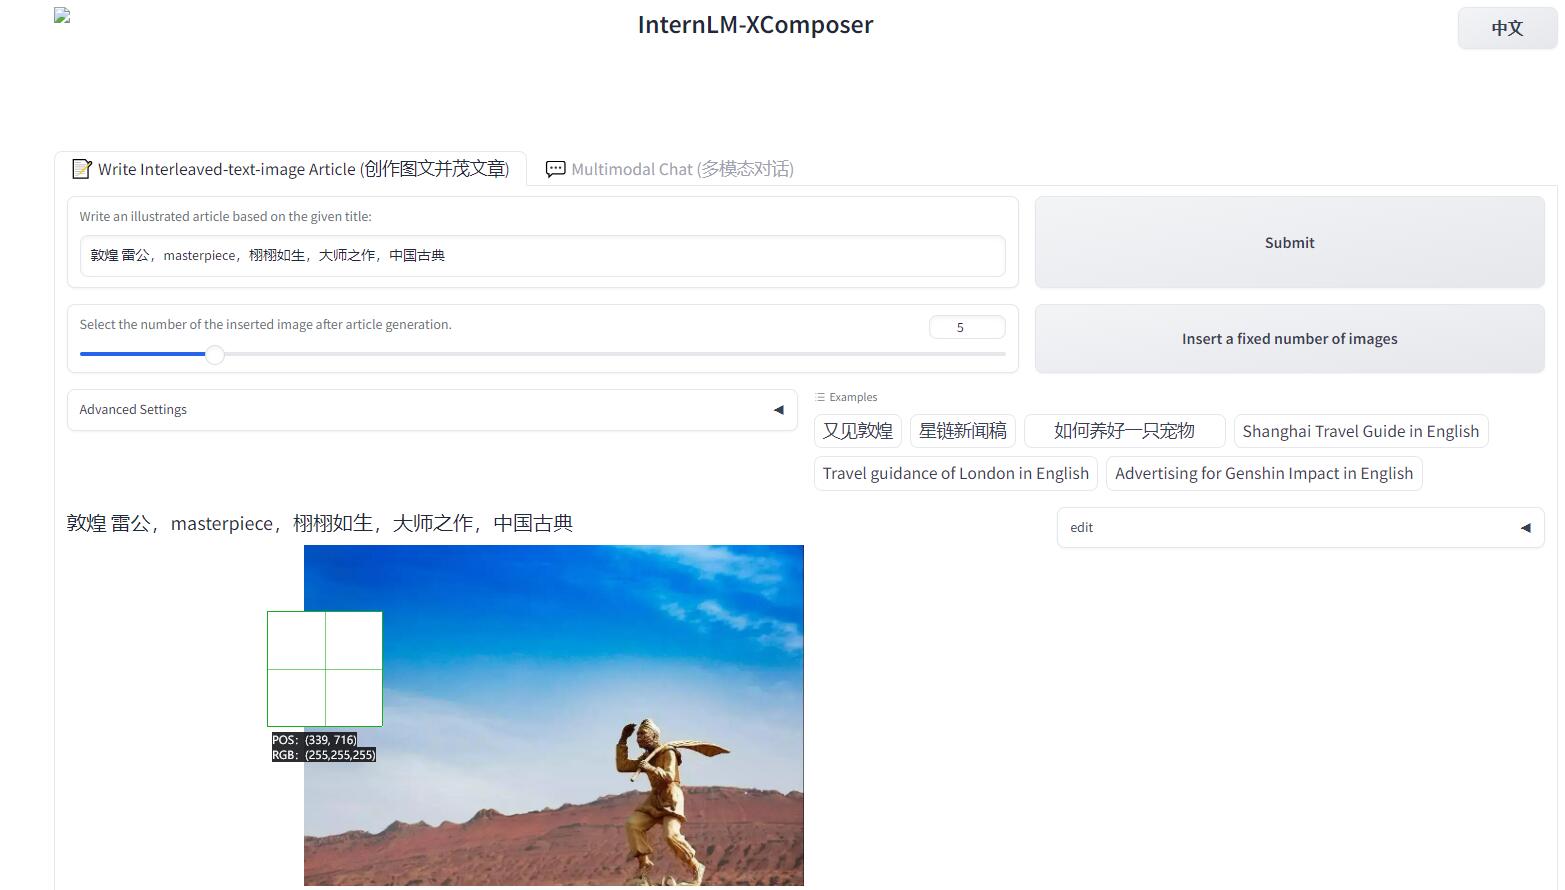 InternLM-XComposer
中文
Write Interleaved-text-image Article (创作图文并茂文章)
Multimodal Chat (多模态对话)
Write an illustrated article based on the given title:
敦煌 雷公，masterpiece，栩栩如生，大师之作，中国古典
Submit
Select the number of the inserted image after article generation.
5
Insert a fixed number of images
Advanced Settings
Examples
又见敦煌
星链新闻稿
如何养好一只宠物
Shanghai Travel Guide in English
Travel guidance of London in English
Advertising for Genshin Impact in English
敦煌 雷公，masterpiece，栩栩如生，大师之作，中国古典
edit
POS: (339, 716)
RGB: (255,255,255)